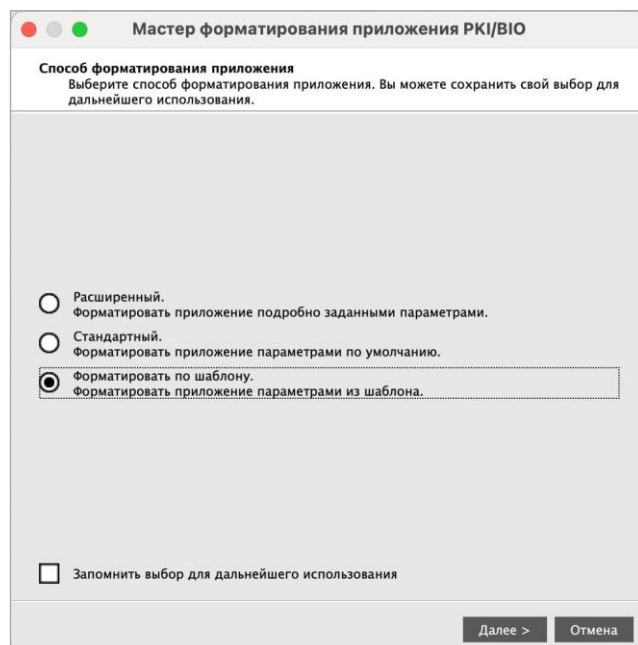 Мастер форматирования приложения PKI/BIO
Способ форматирования приложения
Выберите способ форматирования приложения. Вы можете сохранить свой выбор для
дальнейшего использования.
Расширенный.
Форматировать приложение подробно заданными параметрами.
Стандартный.
Форматировать приложение параметрами по умолчанию.
Форматировать по шаблону.
Форматировать приложение параметрами из шаблона.
Запомнить выбор для дальнейшего использования
Далее > Отмена